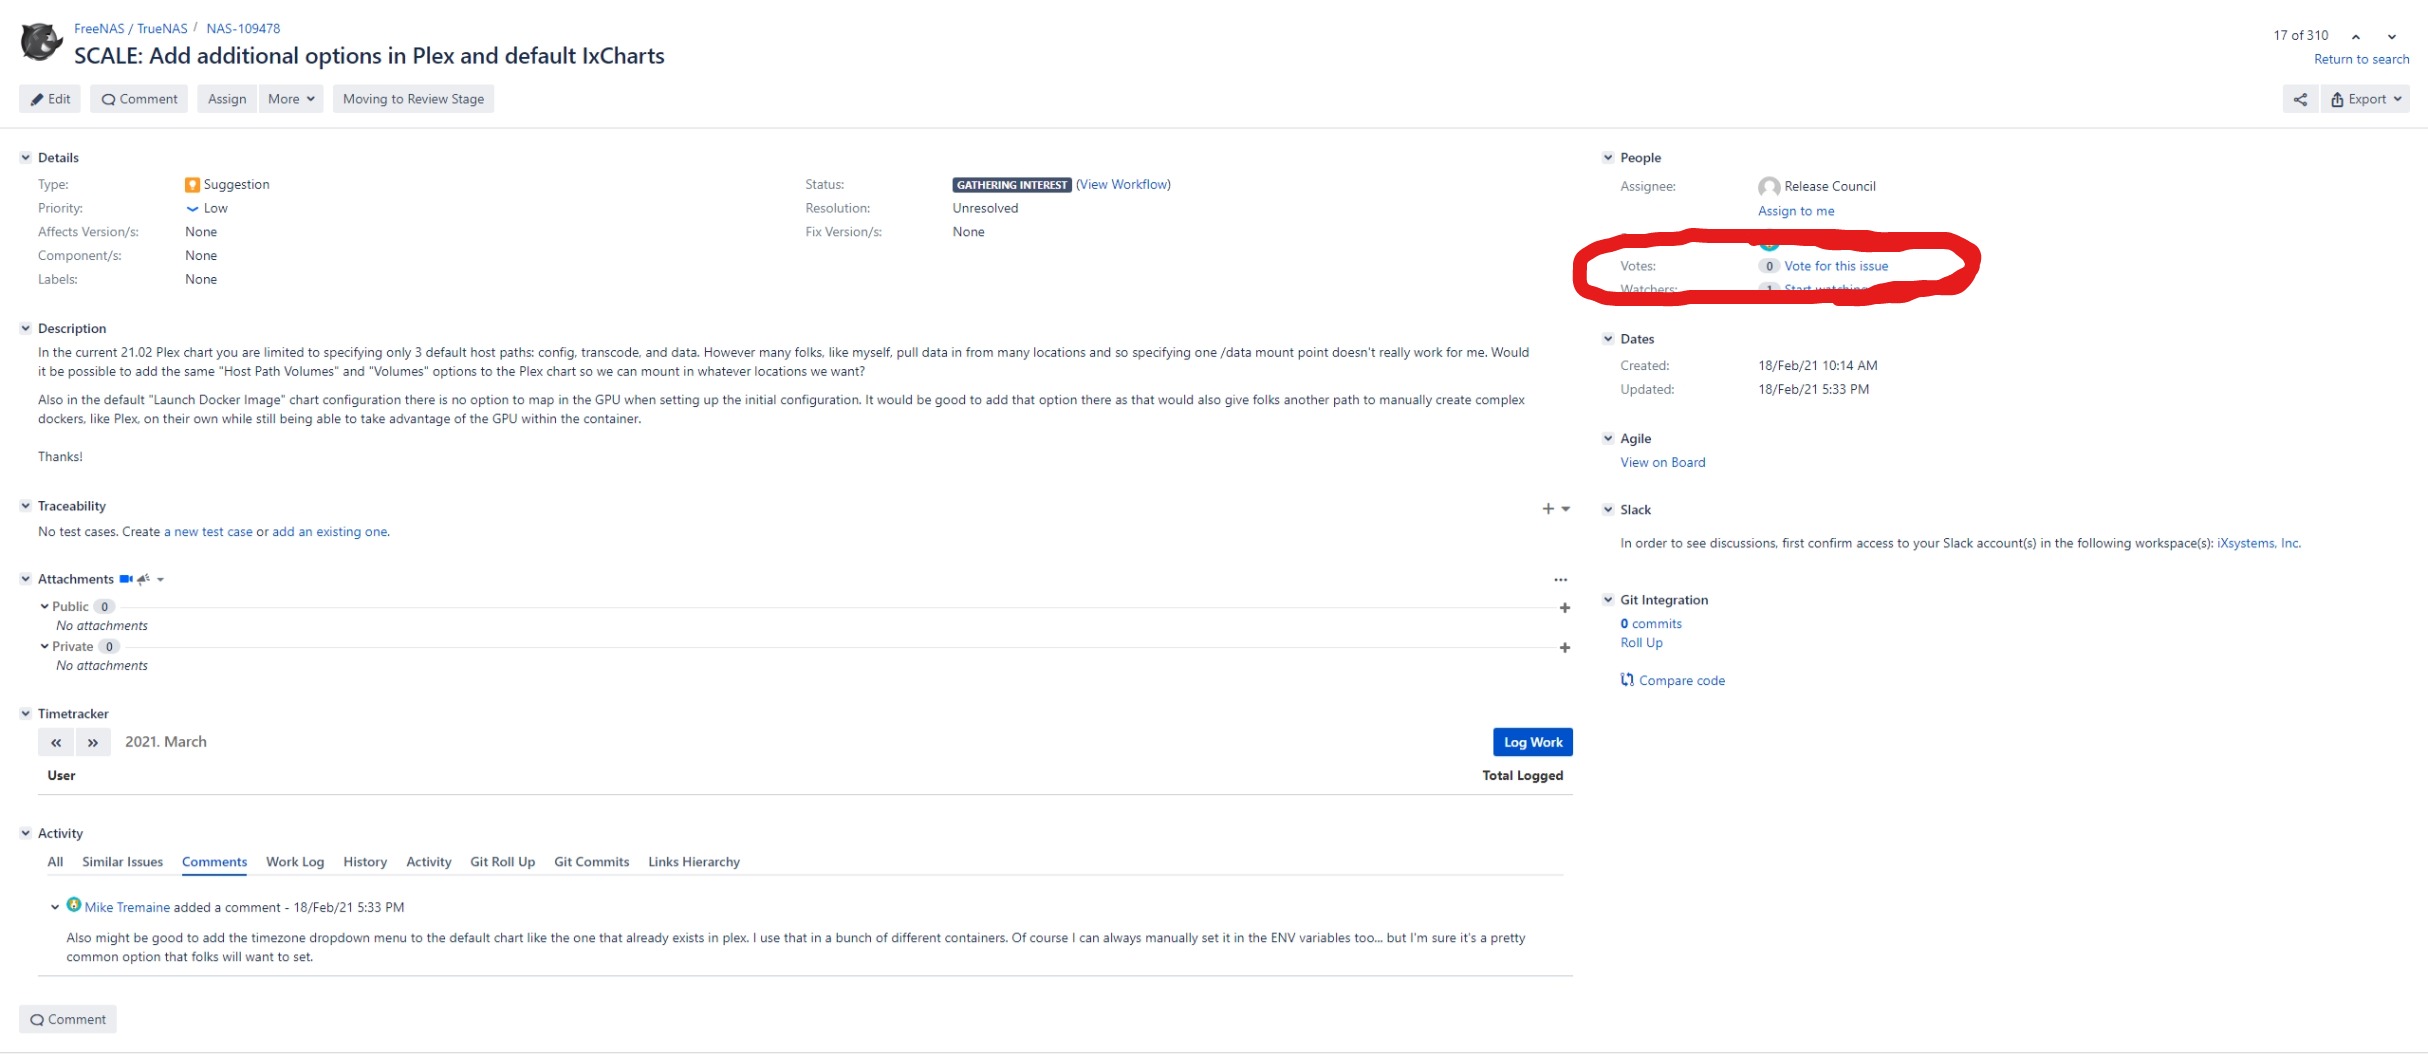 FreeNAS / TrueNAS / NAS-109478
SCALE: Add additional options in Plex and default IxCharts
17 of 310
Return to search
Edit Comment Assign More Moving to Review Stage
Export
Details
Type: Suggestion
Priority: Low
Affects Version/s: None
Component/s: None
Labels: None
Status: GATHERING INTEREST (View Workflow)
Resolution: Unresolved
Fix Version/s: None
Description
In the current 21.02 Plex chart you are limited to specifying only 3 default host paths: config, transcode, and data. However many folks, like myself, pull data in from many locations and so specifying one /data mount point doesn't really work for me. Would
it be possible to add the same "Host Path Volumes" and "Volumes" options to the Plex chart so we can mount in whatever locations we want?
Also in the default "Launch Docker Image" chart configuration there is no option to map in the GPU when setting up the initial configuration. It would be good to add that option there as that would also give folks another path to manually create complex
dockers, like Plex, on their own while still being able to take advantage of the GPU within the container.
Thanks!
Traceability
No test cases. Create a new test case or add an existing one.
Attachments
Public 0
No attachments
Private 0
No attachments
Timetracker
2021. March
Log Work
User Total Logged
Activity
All Similar Issues Comments Work Log History Activity Git Roll Up Git Commits Links Hierarchy
Mike Tremaine added a comment - 18/Feb/21 5:33 PM
Also might be good to add the timezone dropdown menu to the default chart like the one that already exists in plex. I use that in a bunch of different containers. Of course I can always manually set it in the ENV variables too... but I'm sure it's a pretty
common option that folks will want to set.
Comment
People
Assignee: Release Council
Assign to me
Votes: 0 Vote for this issue
Watchers: 1 Start watching
Dates
Created: 18/Feb/21 10:14 AM
Updated: 18/Feb/21 5:33 PM
Agile
View on Board
Slack
In order to see discussions, first confirm access to your Slack account(s) in the following workspace(s): iXsystems, Inc.
Git Integration
0 commits
Roll Up
Compare code